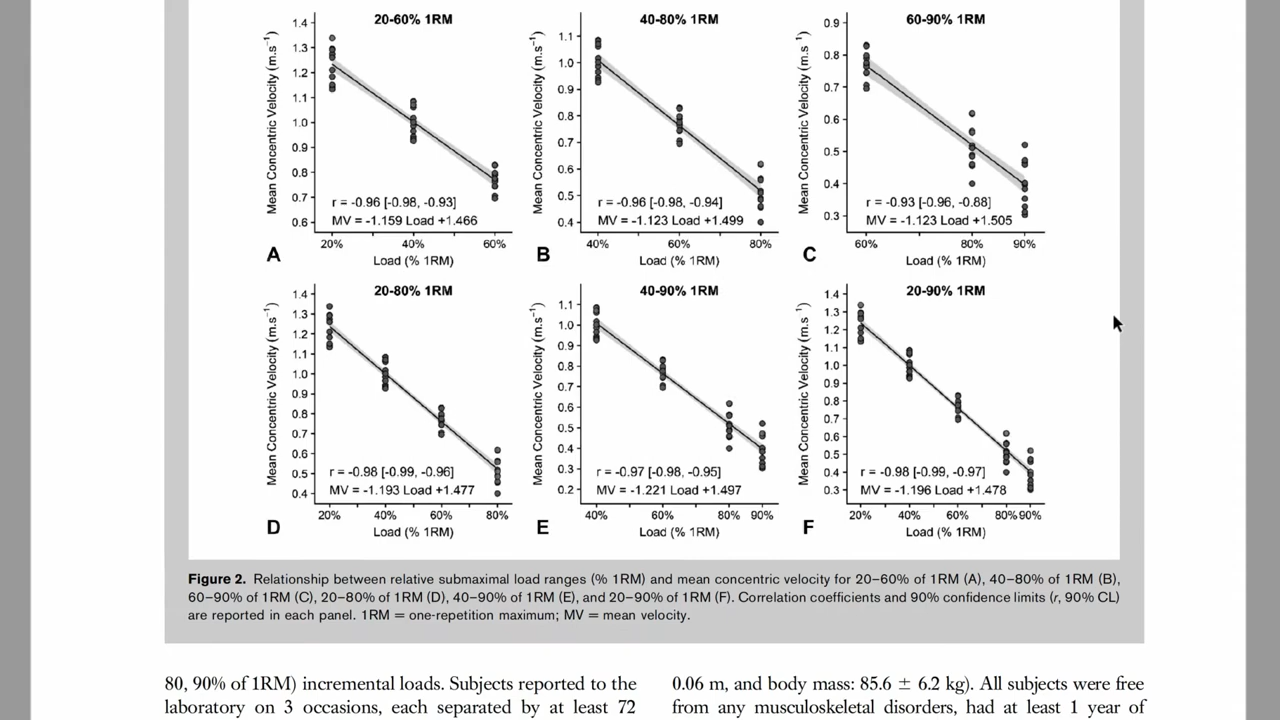 20-60% 1RM
Mean Concentric Velocity (m.s⁻¹)
1.4
1.3
1.2
1.1
1.0
0.9
0.8
0.7
0.6
r = -0.96 [-0.98, -0.93]
MV = -1.159 Load +1.466
20% 40% 60%
A
Load (% 1RM)
40-80% 1RM
Mean Concentric Velocity (m.s⁻¹)
1.1
1.0
0.9
0.8
0.7
0.6
0.5
0.4
r = -0.96 [-0.98, -0.94]
MV = -1.123 Load +1.499
40% 60% 80%
B
Load (% 1RM)
60-90% 1RM
Mean Concentric Velocity (m.s⁻¹)
0.9
0.8
0.7
0.6
0.5
0.4
0.3
r = -0.93 [-0.96, -0.88]
MV = -1.123 Load +1.505
60% 80% 90%
C
Load (% 1RM)
20-80% 1RM
Mean Concentric Velocity (m.s⁻¹)
1.4
1.3
1.2
1.1
1.0
0.9
0.8
0.7
0.6
0.5
0.4
r = -0.98 [-0.99, -0.96]
MV = -1.193 Load +1.477
20% 40% 60% 80%
D
Load (% 1RM)
40-90% 1RM
Mean Concentric Velocity (m.s⁻¹)
1.1
1.0
0.9
0.8
0.7
0.6
0.5
0.4
0.3
0.2
r = -0.97 [-0.98, -0.95]
MV = -1.221 Load +1.497
40% 60% 80% 90%
E
Load (% 1RM)
20-90% 1RM
Mean Concentric Velocity (m.s⁻¹)
1.4
1.3
1.2
1.1
1.0
0.9
0.8
0.7
0.6
0.5
0.4
0.3
r = -0.98 [-0.99, -0.97]
MV = -1.196 Load +1.478
20% 40% 60% 80% 90%
F
Load (% 1RM)
Figure 2. Relationship between relative submaximal load ranges (% 1RM) and mean concentric velocity for 20–60% of 1RM (A), 40–80% of 1RM (B),
60–90% of 1RM (C), 20–80% of 1RM (D), 40–90% of 1RM (E), and 20–90% of 1RM (F). Correlation coefficients and 90% confidence limits (r, 90% CL)
are reported in each panel. 1RM = one-repetition maximum; MV = mean velocity.
80, 90% of 1RM) incremental loads. Subjects reported to the
laboratory on 3 occasions, each separated by at least 72
0.06 m, and body mass: 85.6 ± 6.2 kg). All subjects were free
from any musculoskeletal disorders, had at least 1 year of